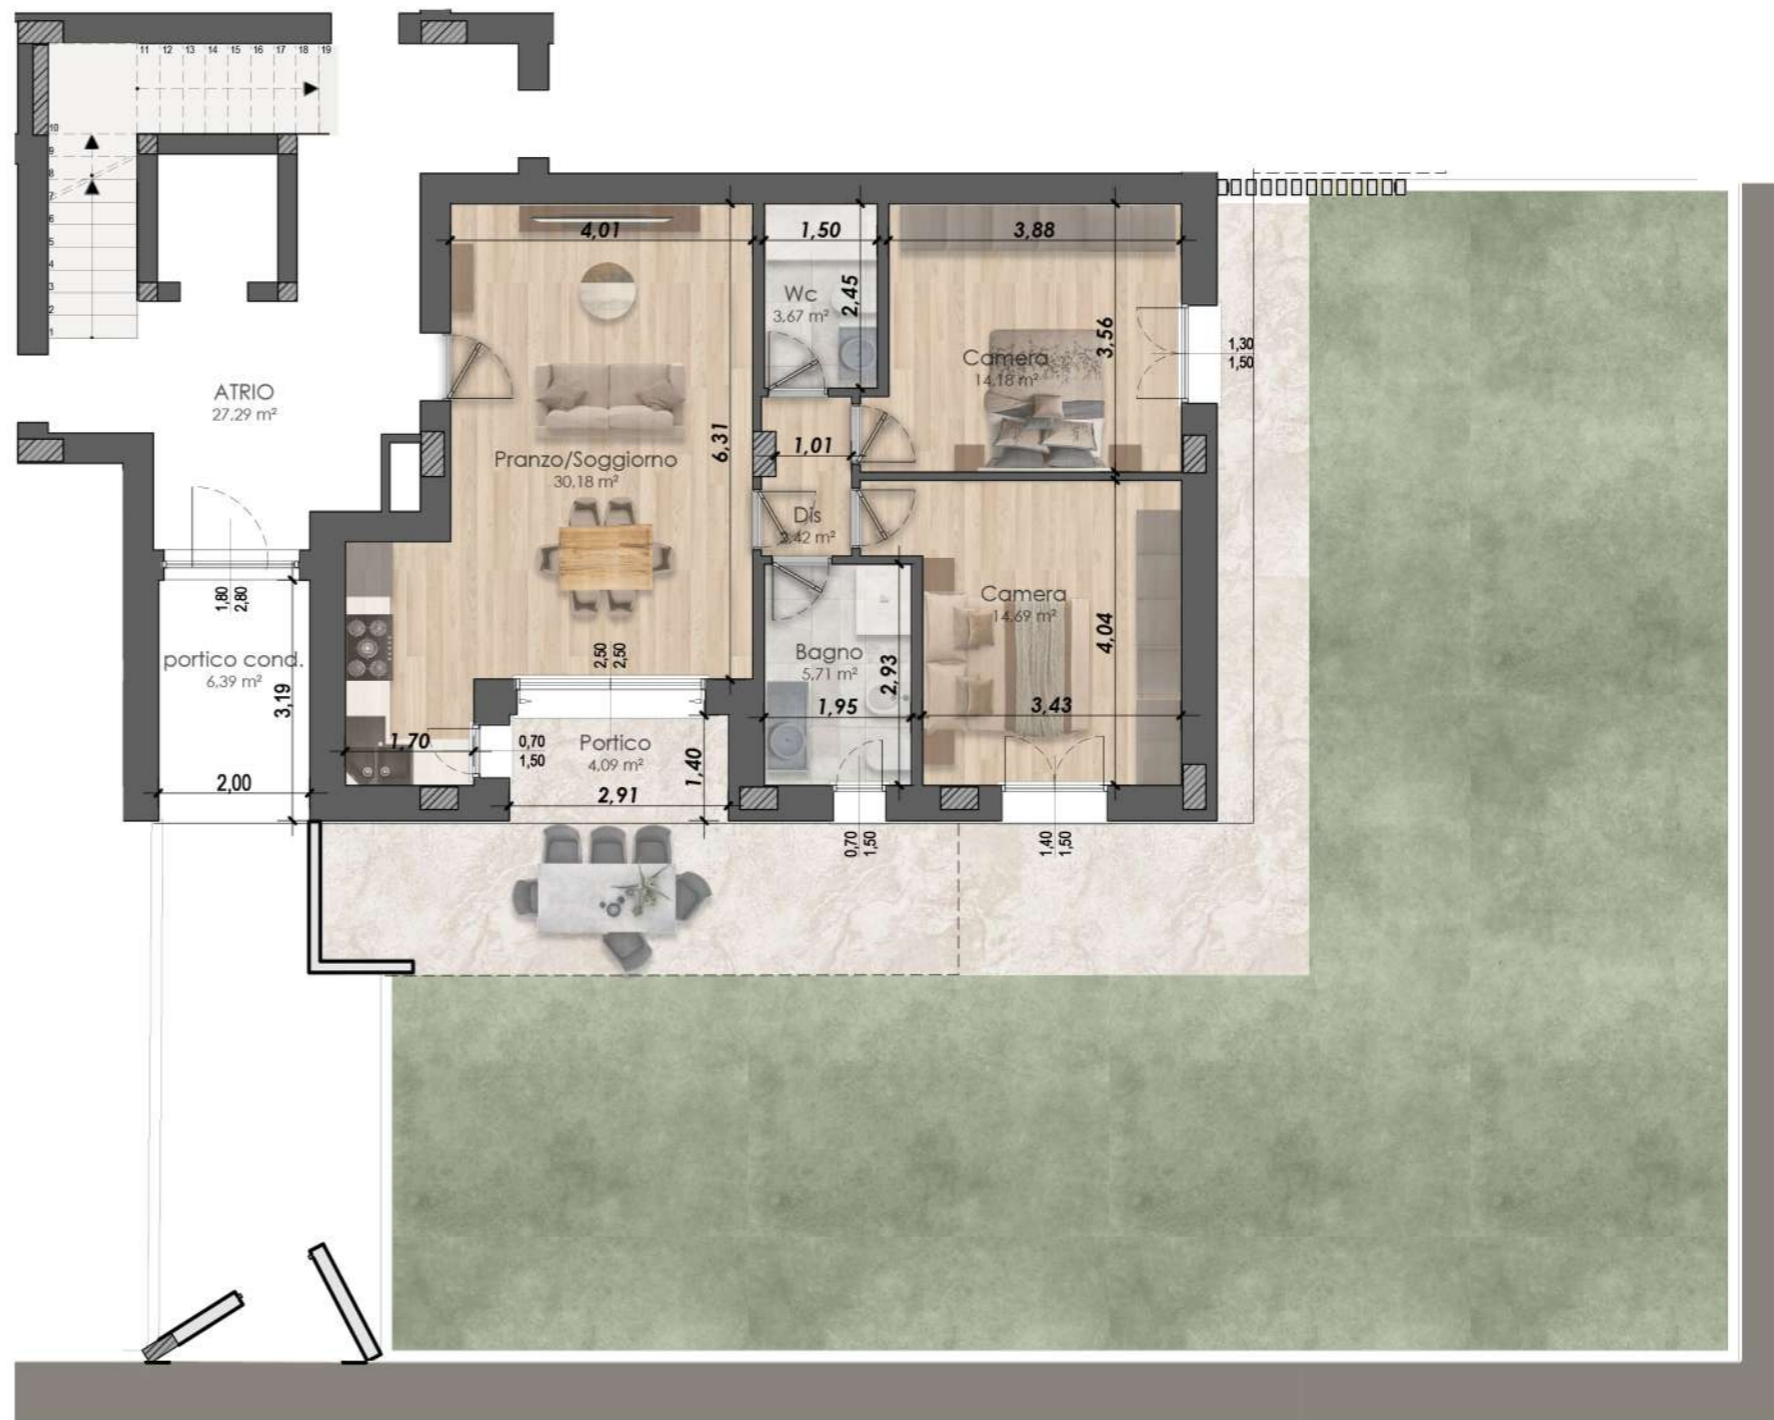 11 12 13 14 15 16 17 18 19
10
9
8
7
6
5
4
3
2
1
ATRIO
27.29 m²
4,01
1,50
3,88
Wc
3,67 m²
2,45
3,56
Camera
14,18 m²
1,30
1,50
6,31
1,01
Pranzo/Soggiorno
30,18 m²
Dis
3,42 m²
1,80
2,80
portico cond.
6,39 m²
3,19
2,00
2,50
2,50
Camera
14,69 m²
4,04
Bagno
5,71 m²
2,93
1,95
3,43
1,70
0,70
1,50
Portico
4,09 m²
1,40
2,91
0,70
1,50
1,40
1,50